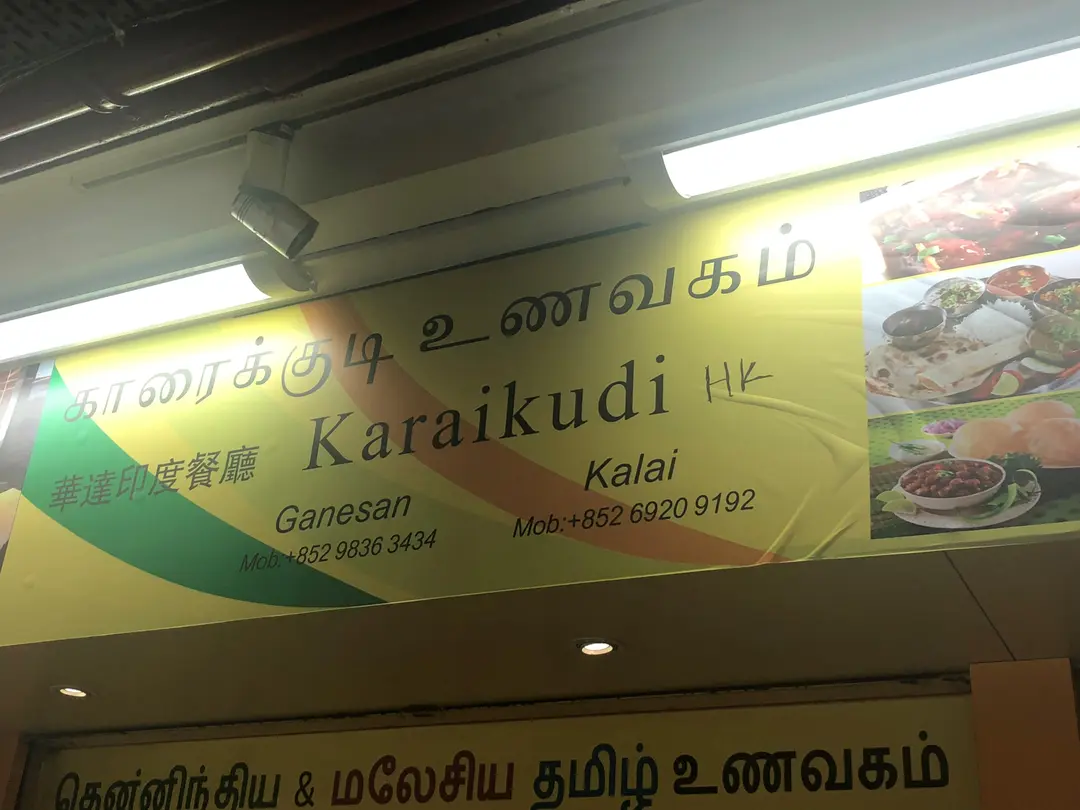 காரைக்குடி உணவகம்
Karaikudi HK
華達印度餐廳
Ganesan
Mob:+852 9836 3434
Kalai
Mob:+852 6920 9192
தென்னிந்திய & மலேசிய தமிழ் உணவகம்